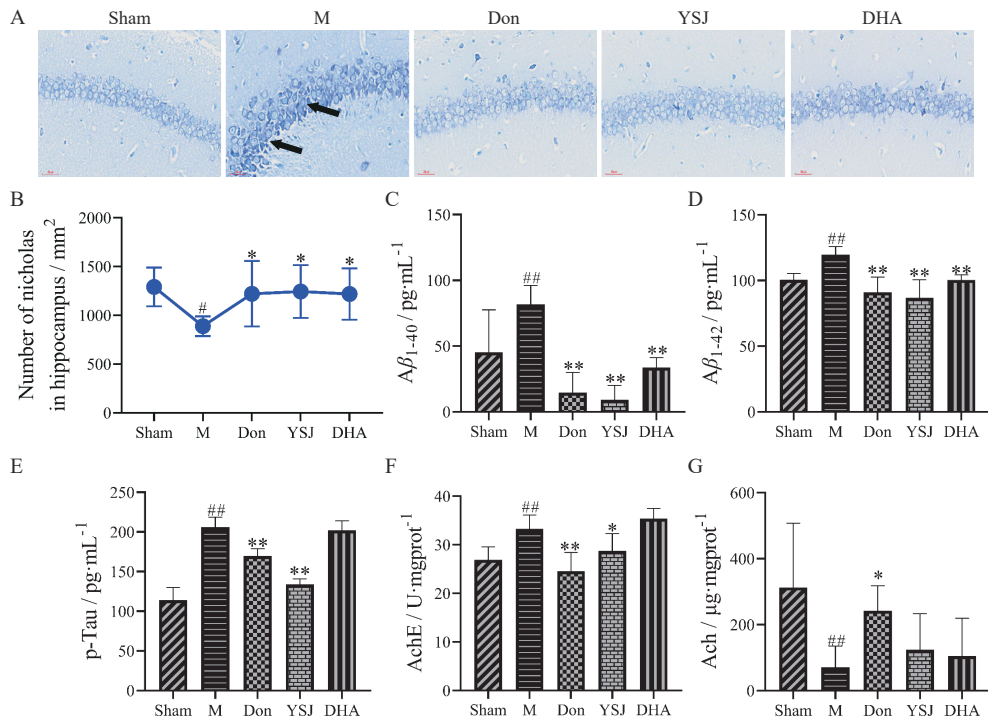 A Sham M Don YSJ DHA
B
Number of nicholas
in hippocampus / mm²
2000
1500
1000
500
0
# * * *
Sham M Don YSJ DHA
C
Aβ₁₋₄₀ / pg·mL⁻¹
150
100
50
0
## ** ** **
Sham M Don YSJ DHA
D
Aβ₁₋₄₂ / pg·mL⁻¹
150
100
50
0
## ** ** **
Sham M Don YSJ DHA
E
p-Tau / pg·mL⁻¹
250
200
150
100
50
0
## ** **
Sham M Don YSJ DHA
F
AchE / U·mgprot⁻¹
40
30
20
10
0
## ** *
Sham M Don YSJ DHA
G
Ach / μg·mgprot⁻¹
600
400
200
0
## *
Sham M Don YSJ DHA